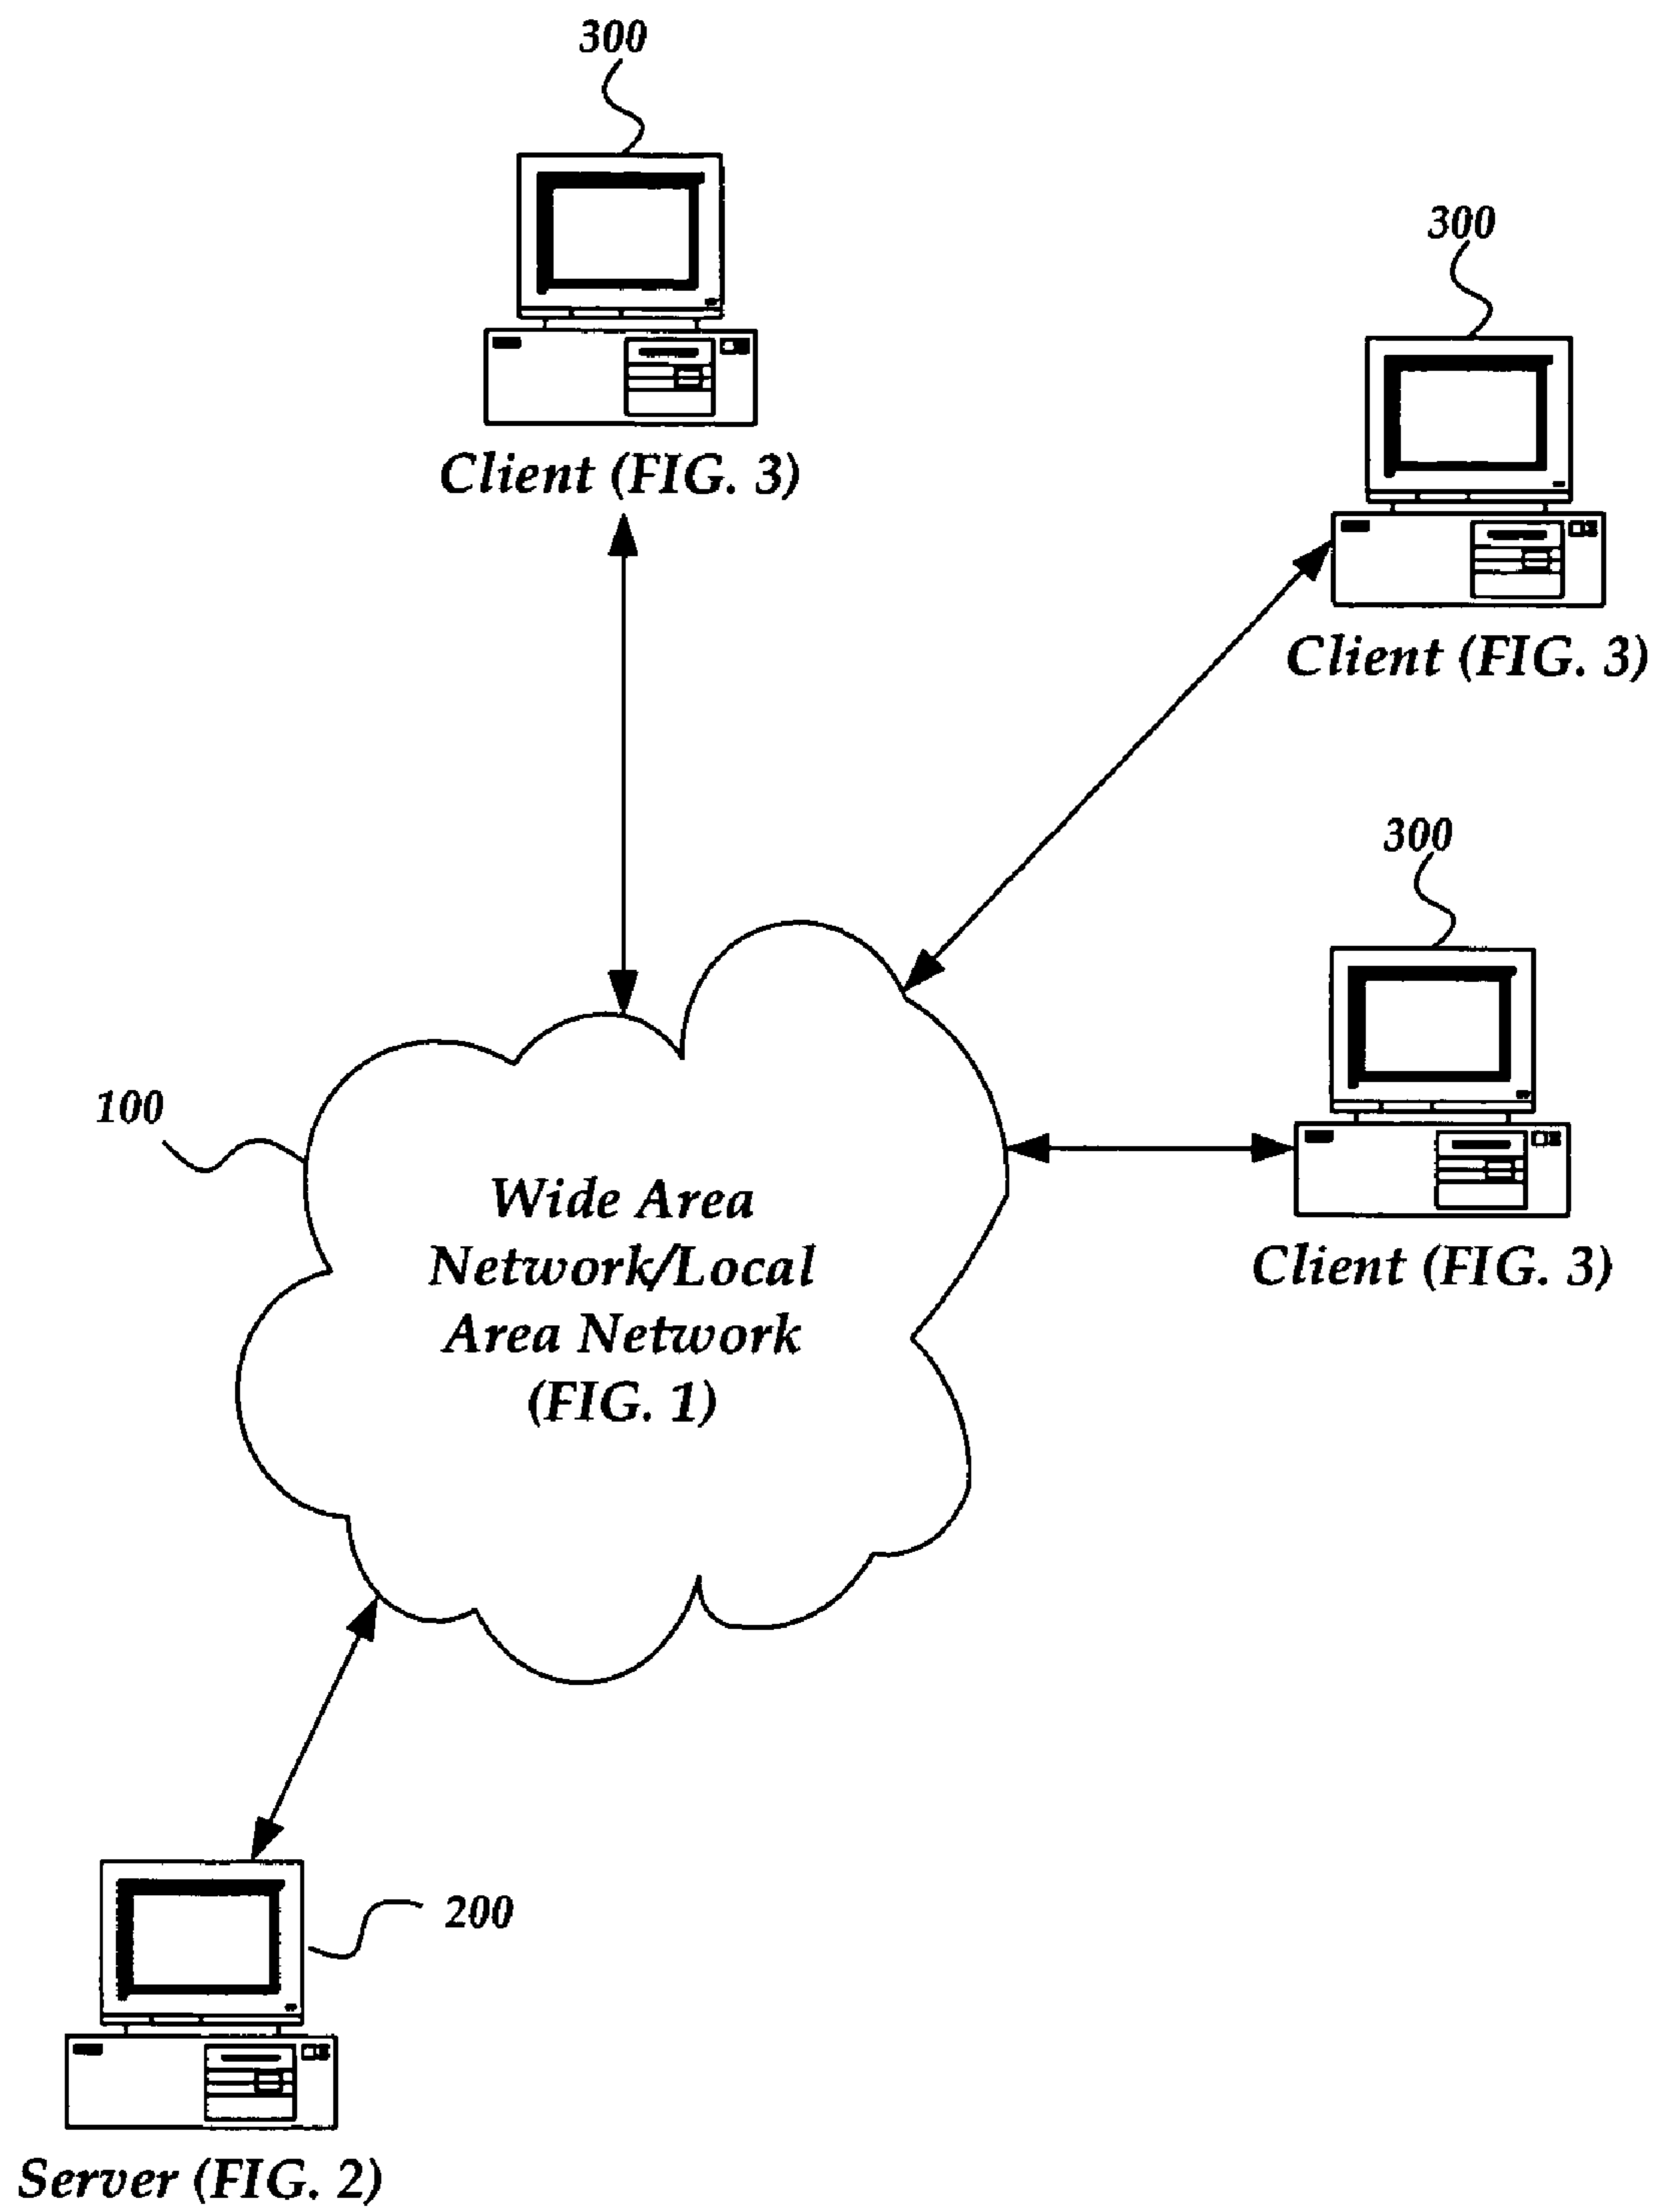 300
Client (FIG. 3)
300
Client (FIG. 3)
300
Client (FIG. 3)
100
Wide Area
Network/Local
Area Network
(FIG. 1)
200
Server (FIG. 2)